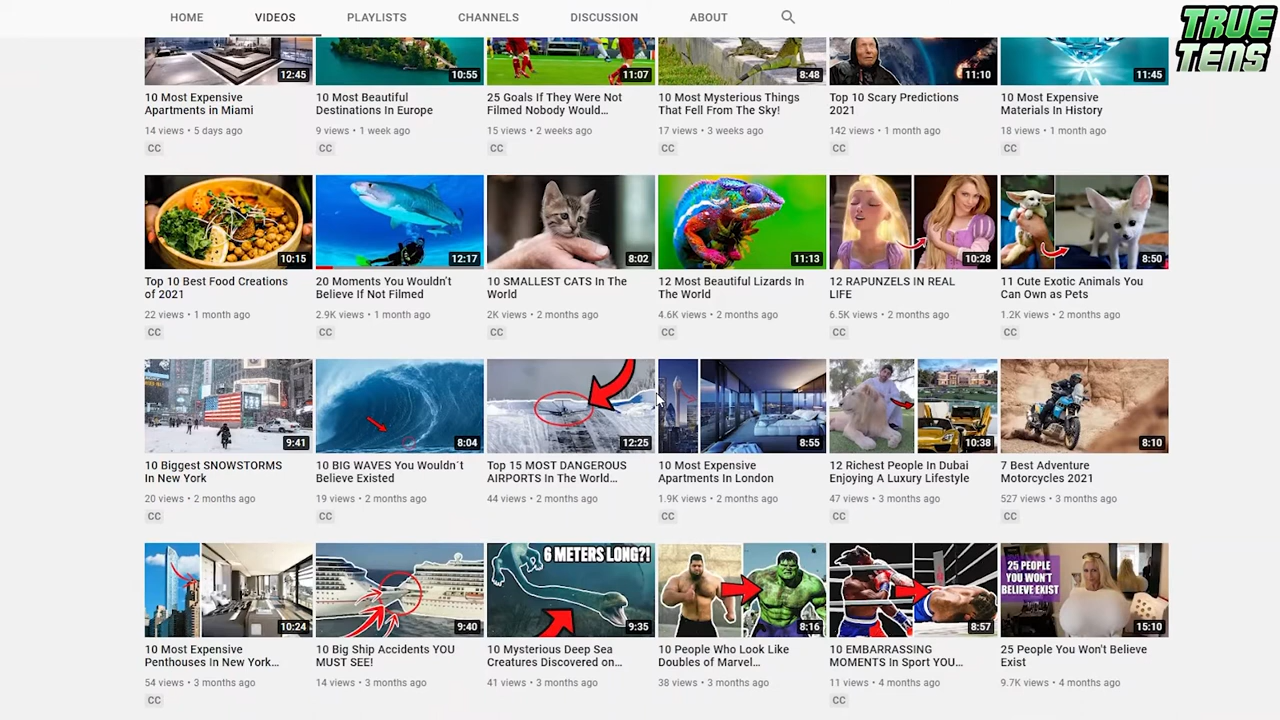 HOME VIDEOS PLAYLISTS CHANNELS DISCUSSION ABOUT
TRUE
TENS
12:45 10:55 11:07 8:48 11:10 11:45
10 Most Expensive
Apartments in Miami
14 views • 5 days ago
CC
10 Most Beautiful
Destinations In Europe
9 views • 1 week ago
CC
25 Goals If They Were Not
Filmed Nobody Would…
15 views • 2 weeks ago
CC
10 Most Mysterious Things
That Fell From The Sky!
17 views • 3 weeks ago
CC
Top 10 Scary Predictions
2021
142 views • 1 month ago
CC
10 Most Expensive
Materials In History
18 views • 1 month ago
CC
10:15 12:17 8:02 11:13 10:28 8:50
Top 10 Best Food Creations
of 2021
22 views • 1 month ago
CC
20 Moments You Wouldn't
Believe If Not Filmed
2.9K views • 1 month ago
CC
10 SMALLEST CATS In The
World
2K views • 2 months ago
CC
12 Most Beautiful Lizards In
The World
4.6K views • 2 months ago
CC
12 RAPUNZELS IN REAL
LIFE
6.5K views • 2 months ago
CC
11 Cute Exotic Animals You
Can Own as Pets
1.2K views • 2 months ago
CC
9:41 8:04 12:25 8:55 10:38 8:10
10 Biggest SNOWSTORMS
In New York
20 views • 2 months ago
CC
10 BIG WAVES You Wouldn´t
Believe Existed
19 views • 2 months ago
CC
Top 15 MOST DANGEROUS
AIRPORTS In The World…
44 views • 2 months ago
CC
10 Most Expensive
Apartments In London
1.9K views • 2 months ago
CC
12 Richest People In Dubai
Enjoying A Luxury Lifestyle
47 views • 3 months ago
CC
7 Best Adventure
Motorcycles 2021
527 views • 3 months ago
CC
6 METERS LONG?!
25 PEOPLE
YOU WON'T
BELIEVE EXIST
10:24 9:40 9:35 8:16 8:57 15:10
10 Most Expensive
Penthouses In New York…
54 views • 3 months ago
CC
10 Big Ship Accidents YOU
MUST SEE!
14 views • 3 months ago
10 Mysterious Deep Sea
Creatures Discovered on…
41 views • 3 months ago
10 People Who Look Like
Doubles of Marvel…
38 views • 3 months ago
10 EMBARRASSING
MOMENTS In Sport YOU…
11 views • 4 months ago
CC
25 People You Won't Believe
Exist
9.7K views • 4 months ago